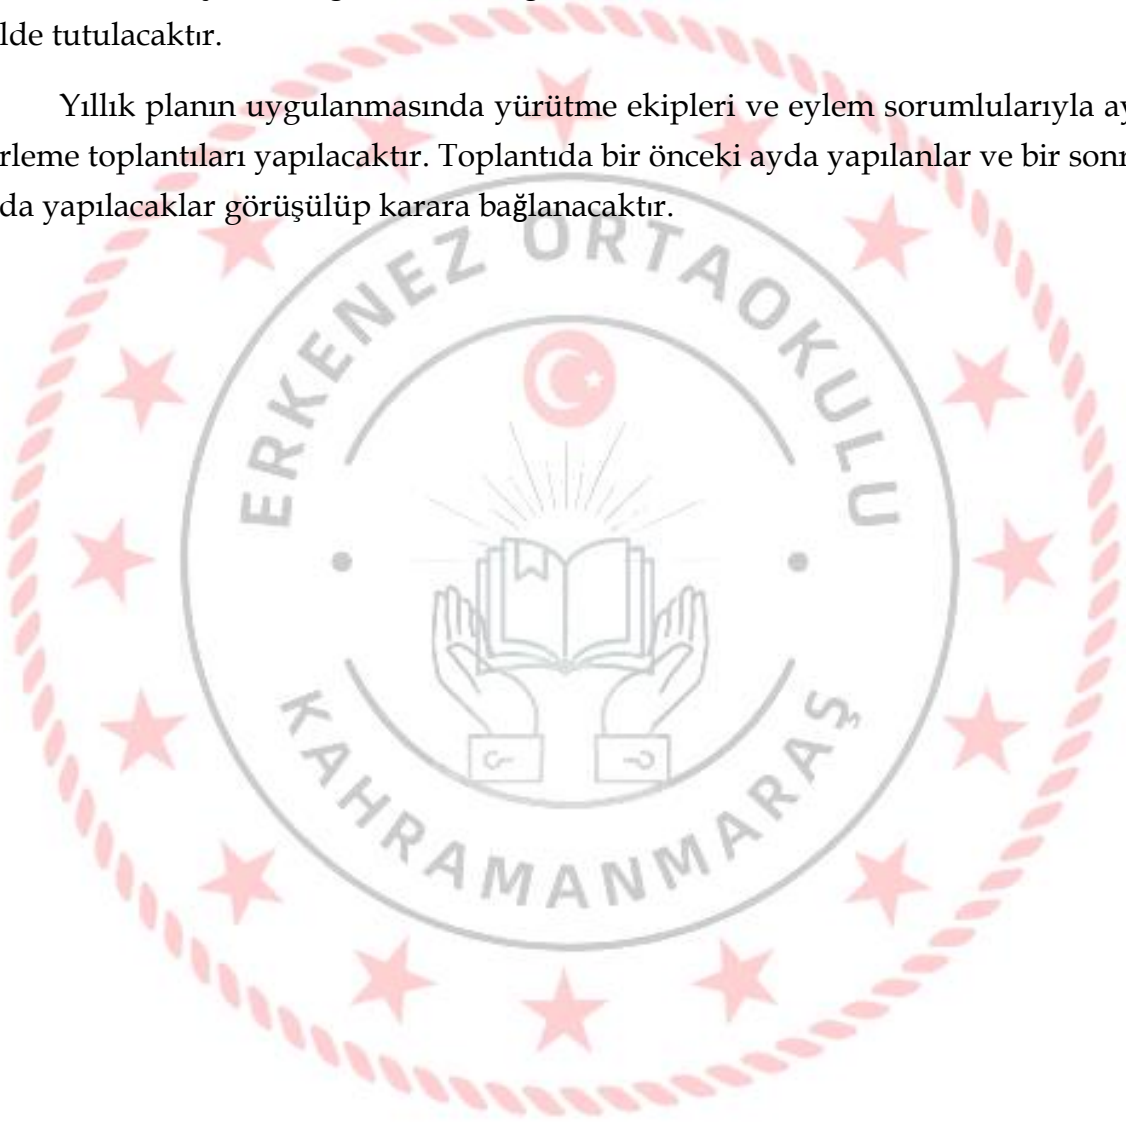 lde tutulacaktır.
Yıllık planın uygulanmasında yürütme ekipleri ve eylem sorumlularıyla ay
rleme toplantıları yapılacaktır. Toplantıda bir önceki ayda yapılanlar ve bir sonr
da yapılacaklar görüşülüp karara bağlanacaktır.
ERKENEZ ORTAOKULU
KAHRAMANMARAŞ